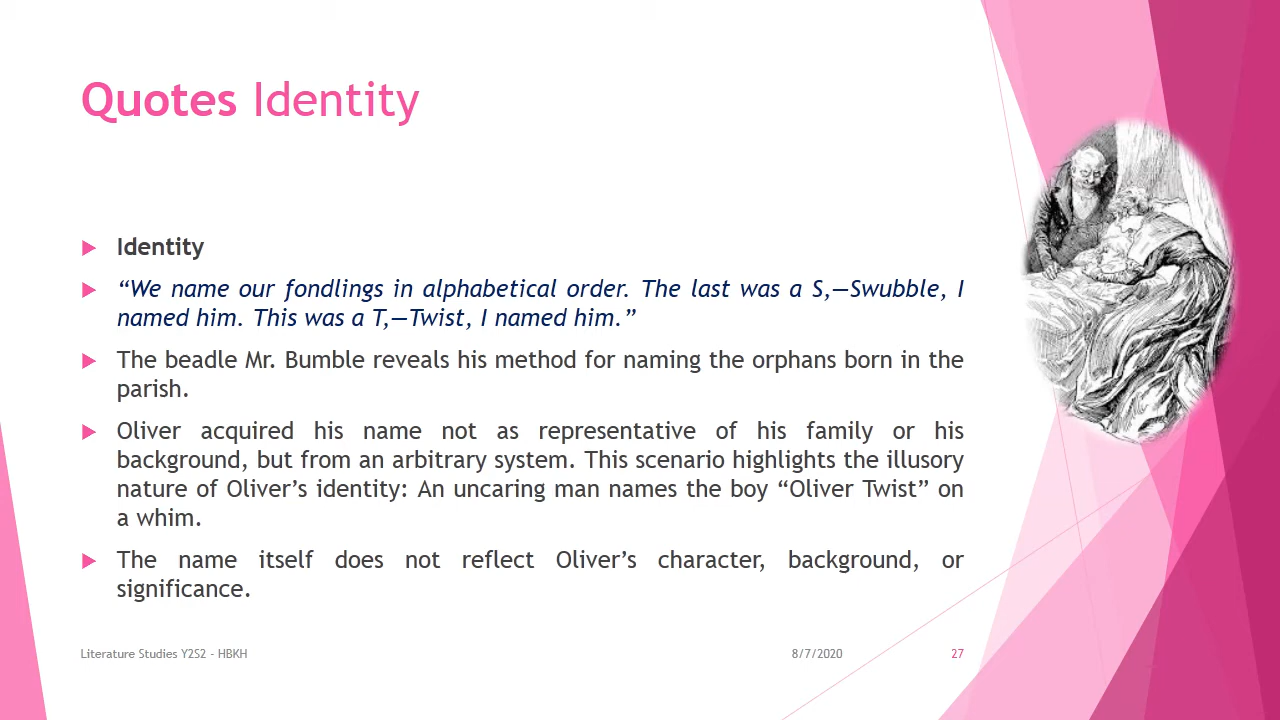 Quotes Identity
Identity
“We name our fondlings in alphabetical order. The last was a S,—Swubble, I
named him. This was a T,—Twist, I named him.”
The beadle Mr. Bumble reveals his method for naming the orphans born in the
parish.
Oliver acquired his name not as representative of his family or his
background, but from an arbitrary system. This scenario highlights the illusory
nature of Oliver’s identity: An uncaring man names the boy “Oliver Twist” on
a whim.
The name itself does not reflect Oliver’s character, background, or
significance.
Literature Studies Y2S2 - HBKH
8/7/2020
27